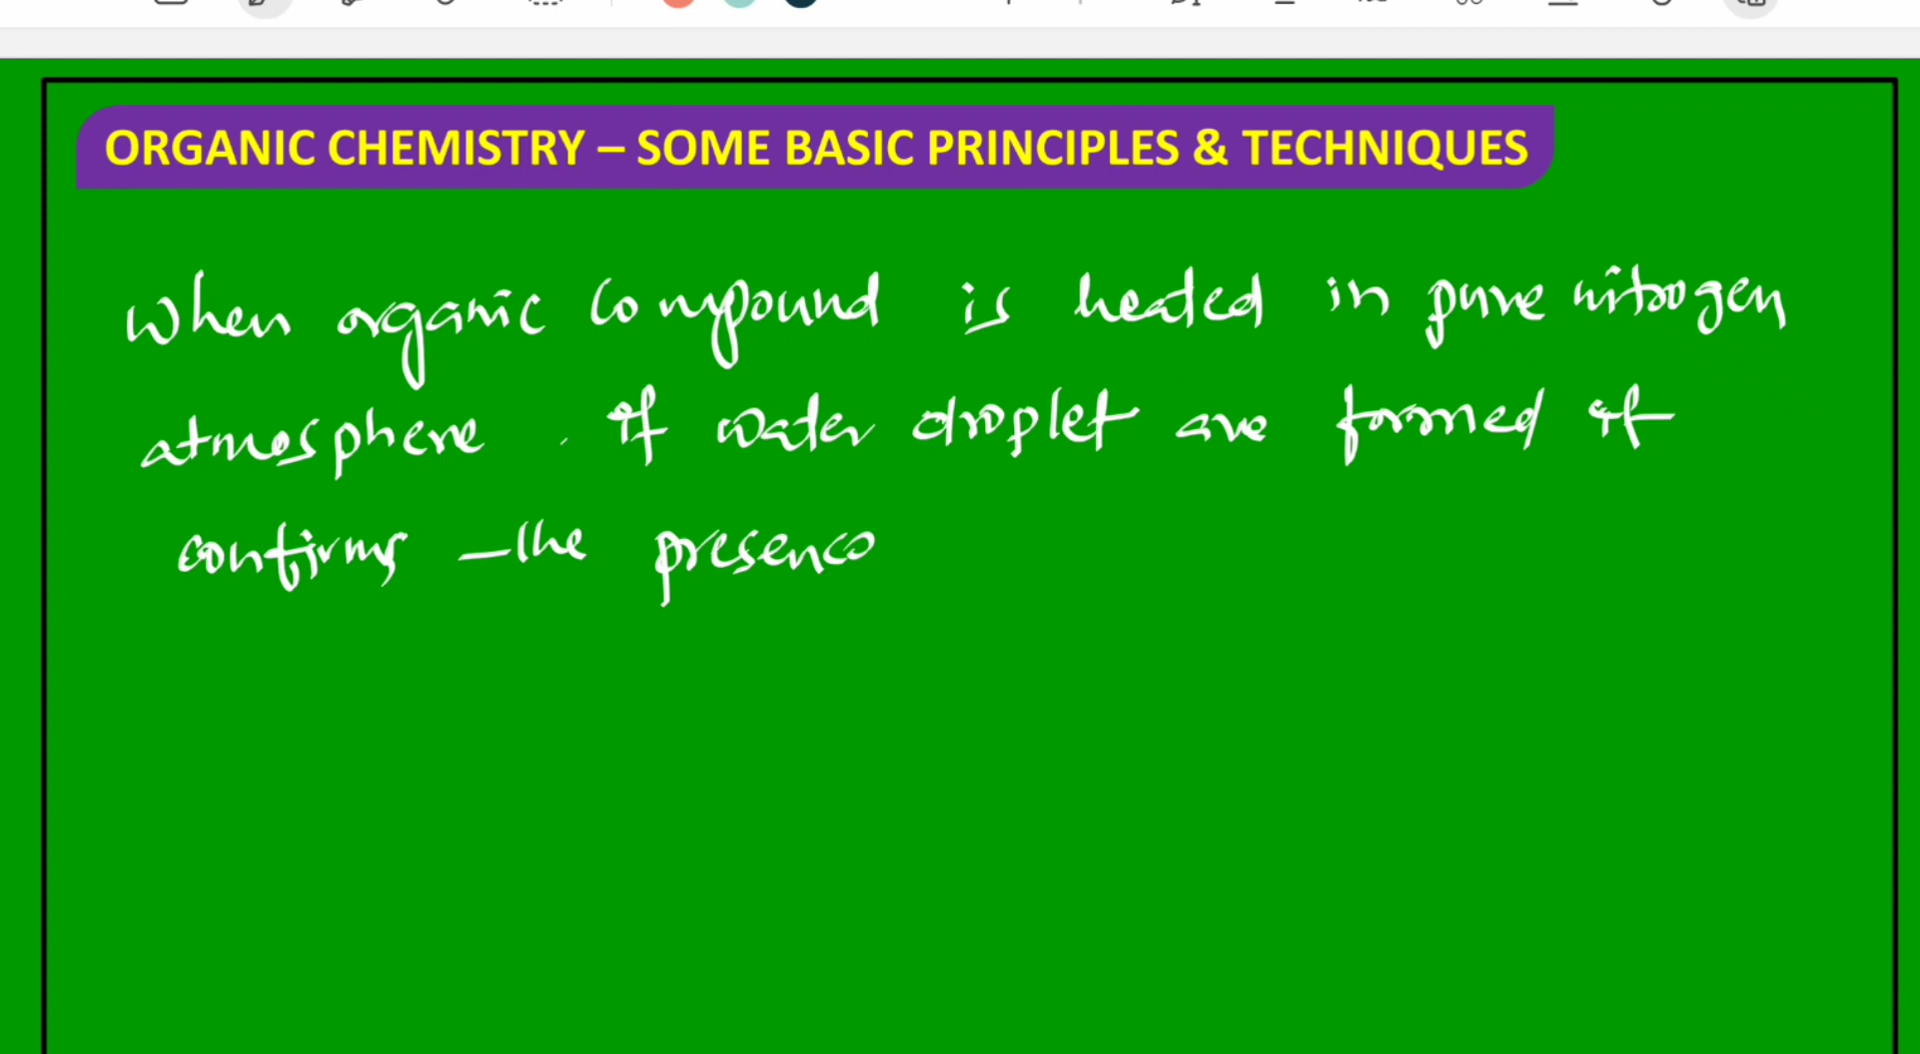 ORGANIC CHEMISTRY – SOME BASIC PRINCIPLES & TECHNIQUES
When organic compound is heated in pure nitrogen
atmosphere . if water droplet are formed it
confirms the presence